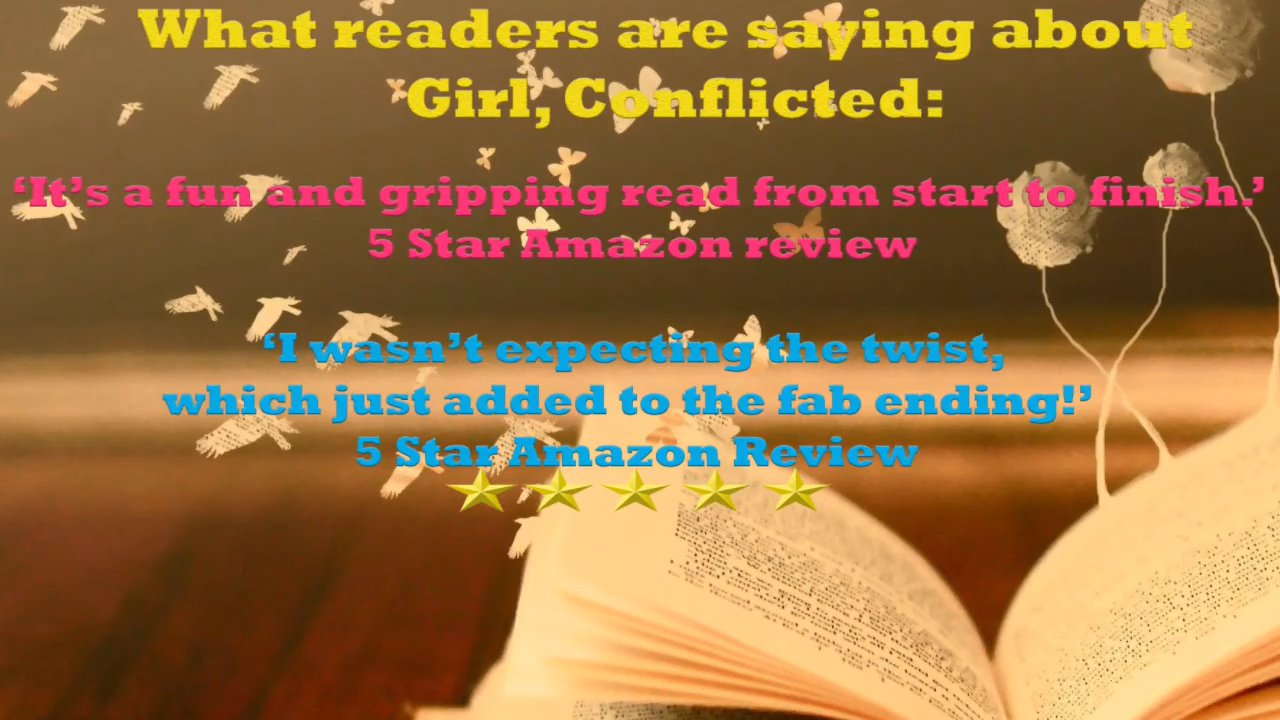 What readers are saying about
Girl, Conflicted:
‘It’s a fun and gripping read from start to finish.’
5 Star Amazon review
‘I wasn’t expecting the twist,
which just added to the fab ending!’
5 Star Amazon Review